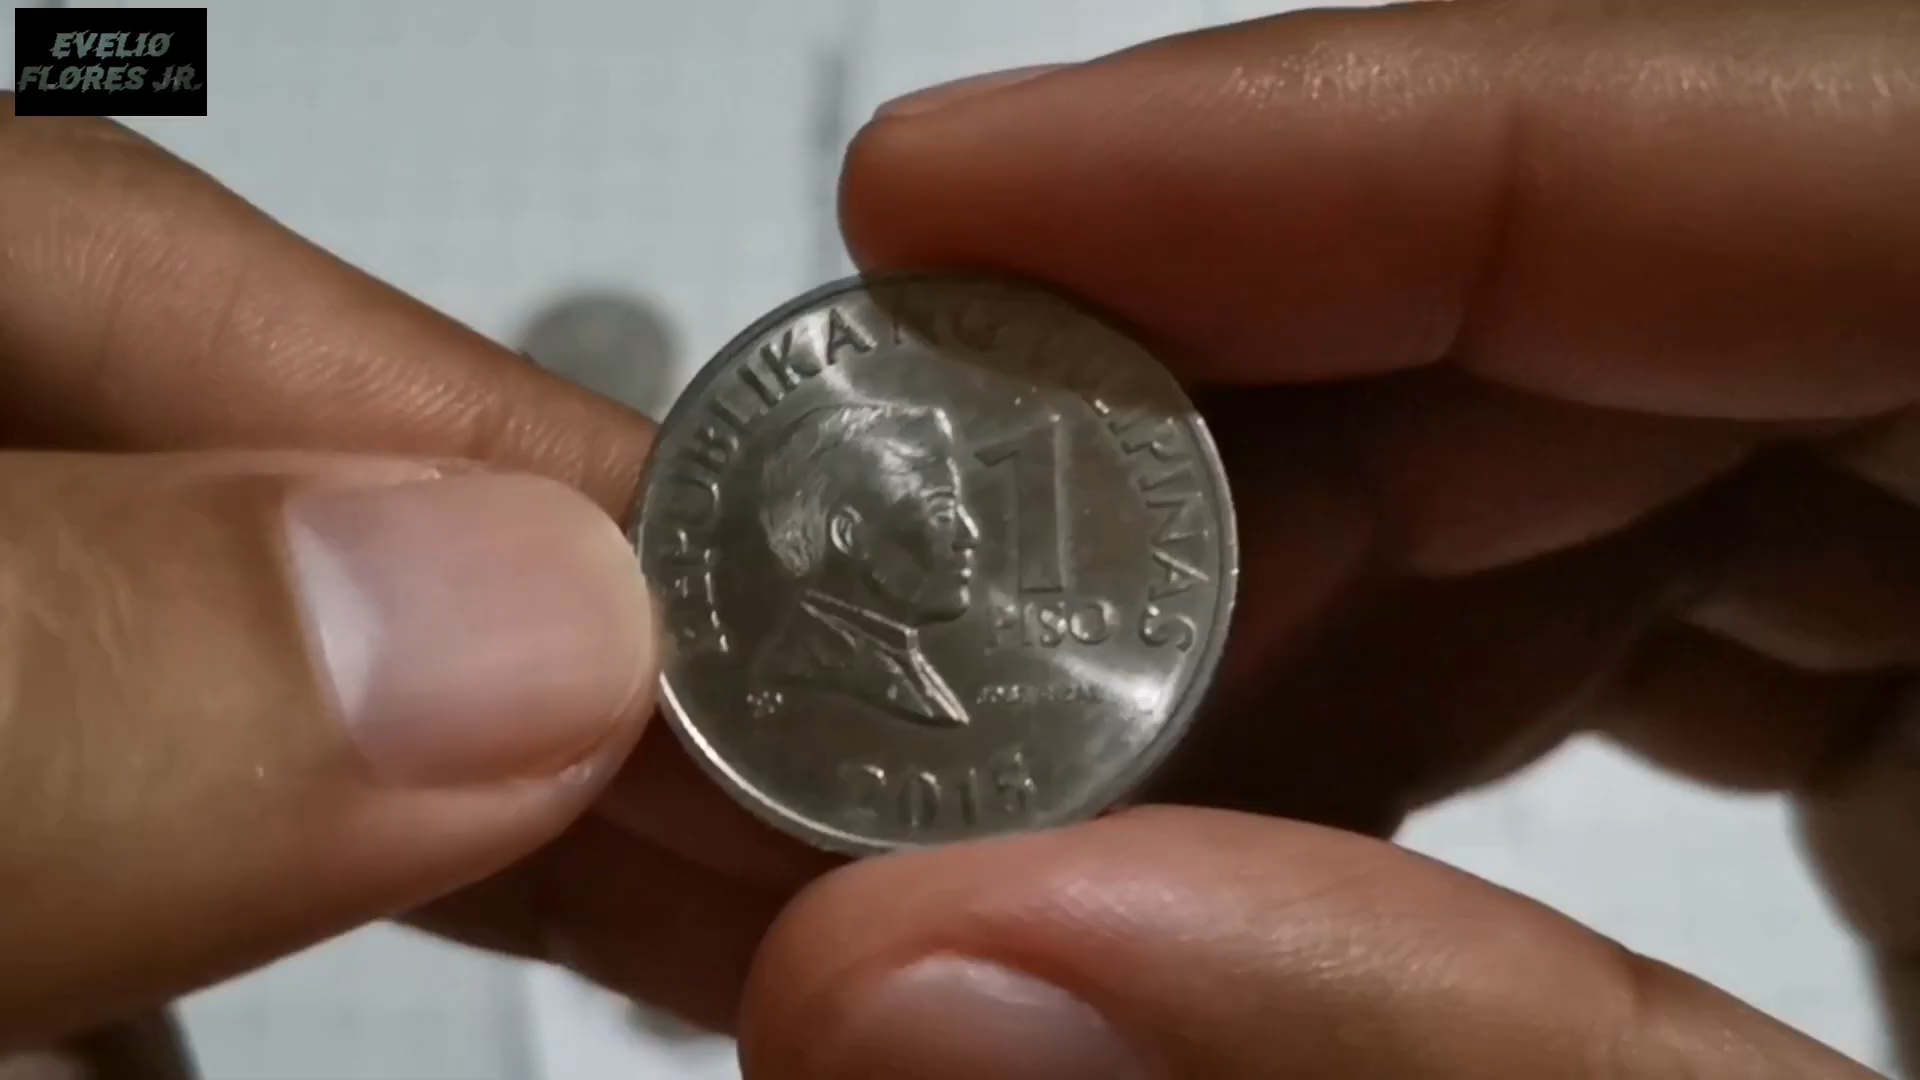 EVELIO
FLORES JR.
REPUBLIKA NG PILIPINAS
1
PISO